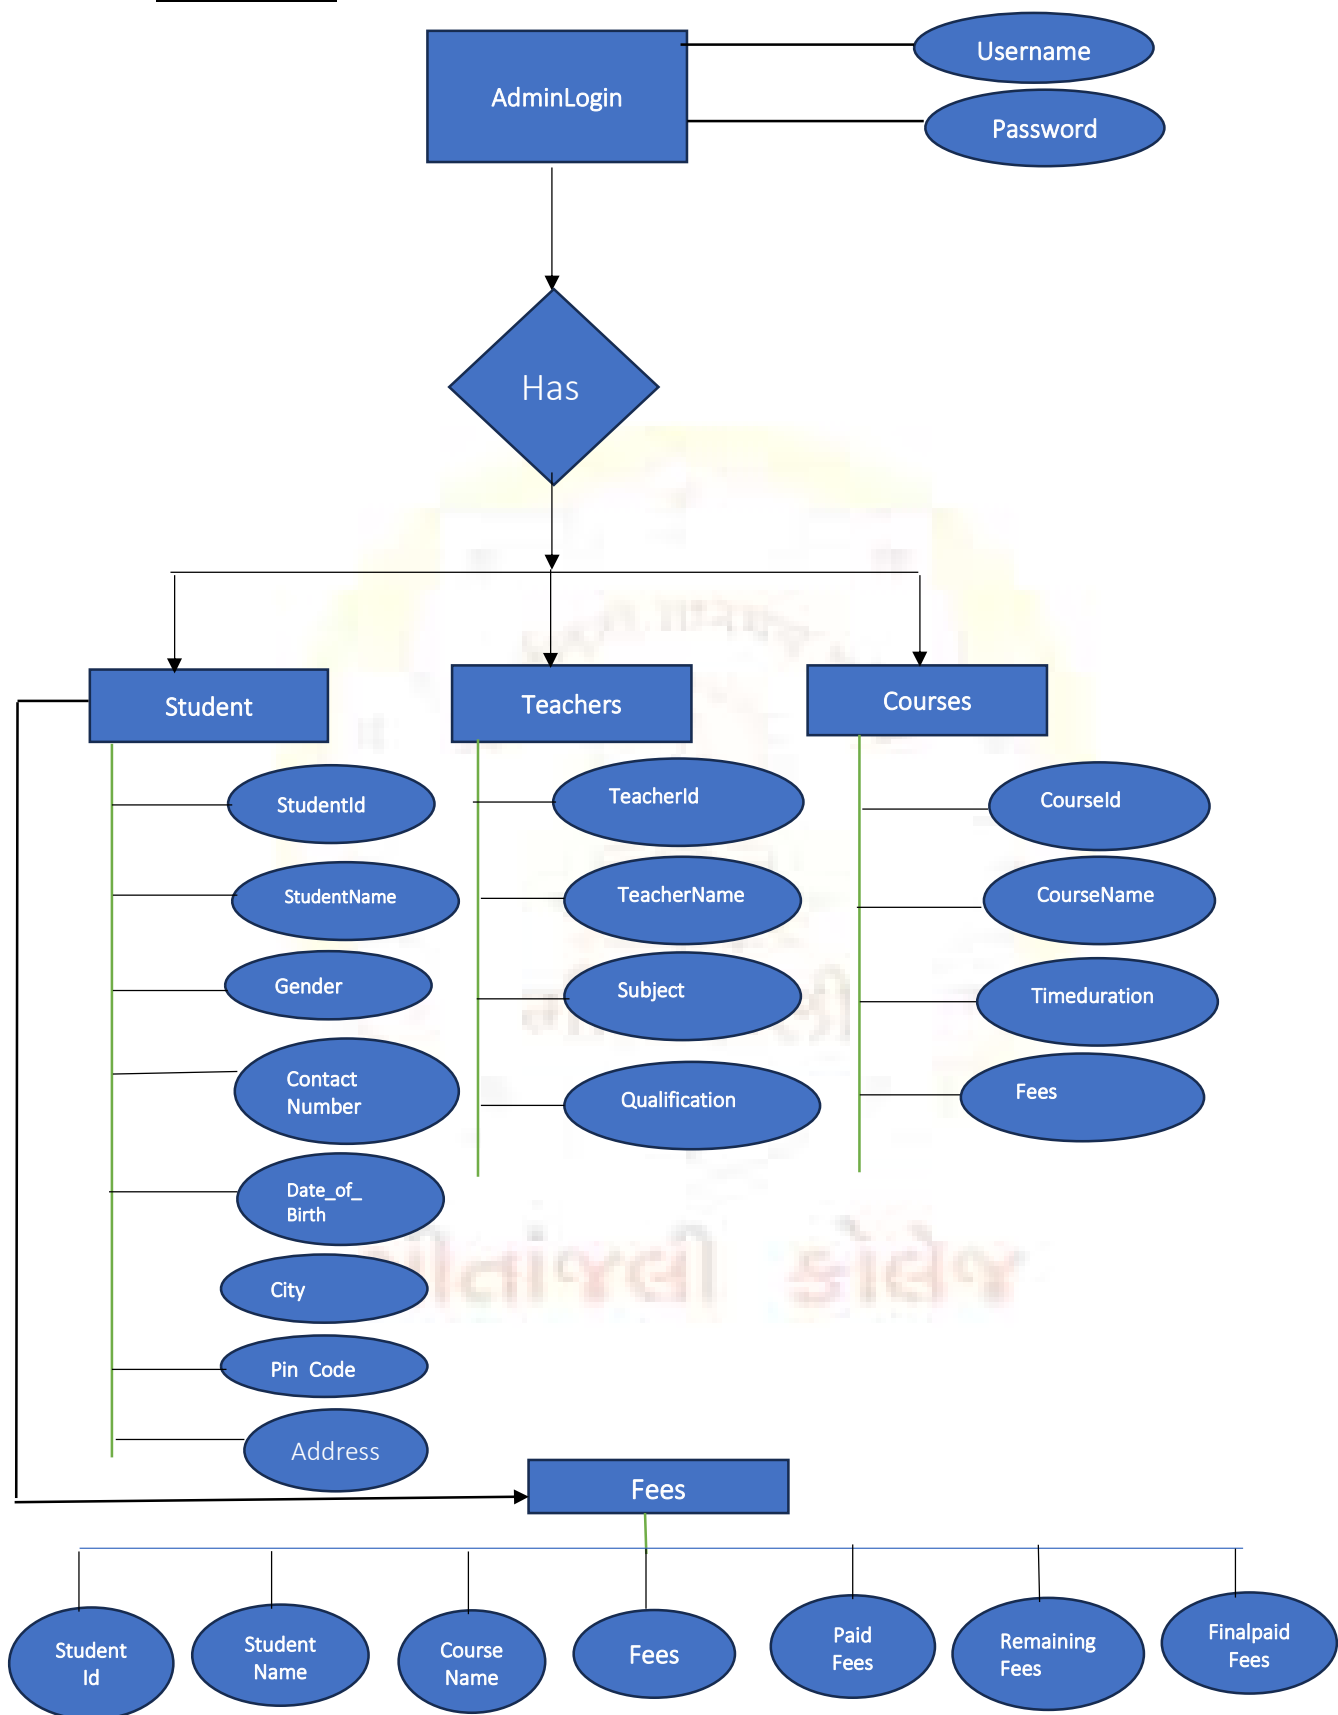 Username
AdminLogin
Password
Has
Student
Teachers
Courses
StudentId
TeacherId
CourseId
StudentName
TeacherName
CourseName
Gender
Subject
Timeduration
Contact
Number
Qualification
Fees
Date_of_
Birth
City
Pin Code
Address
ગીતાંજલી કોલેજ
Fees
Student
Id
Student
Name
Course
Name
Fees
Paid
Fees
Remaining
Fees
Finalpaid
Fees